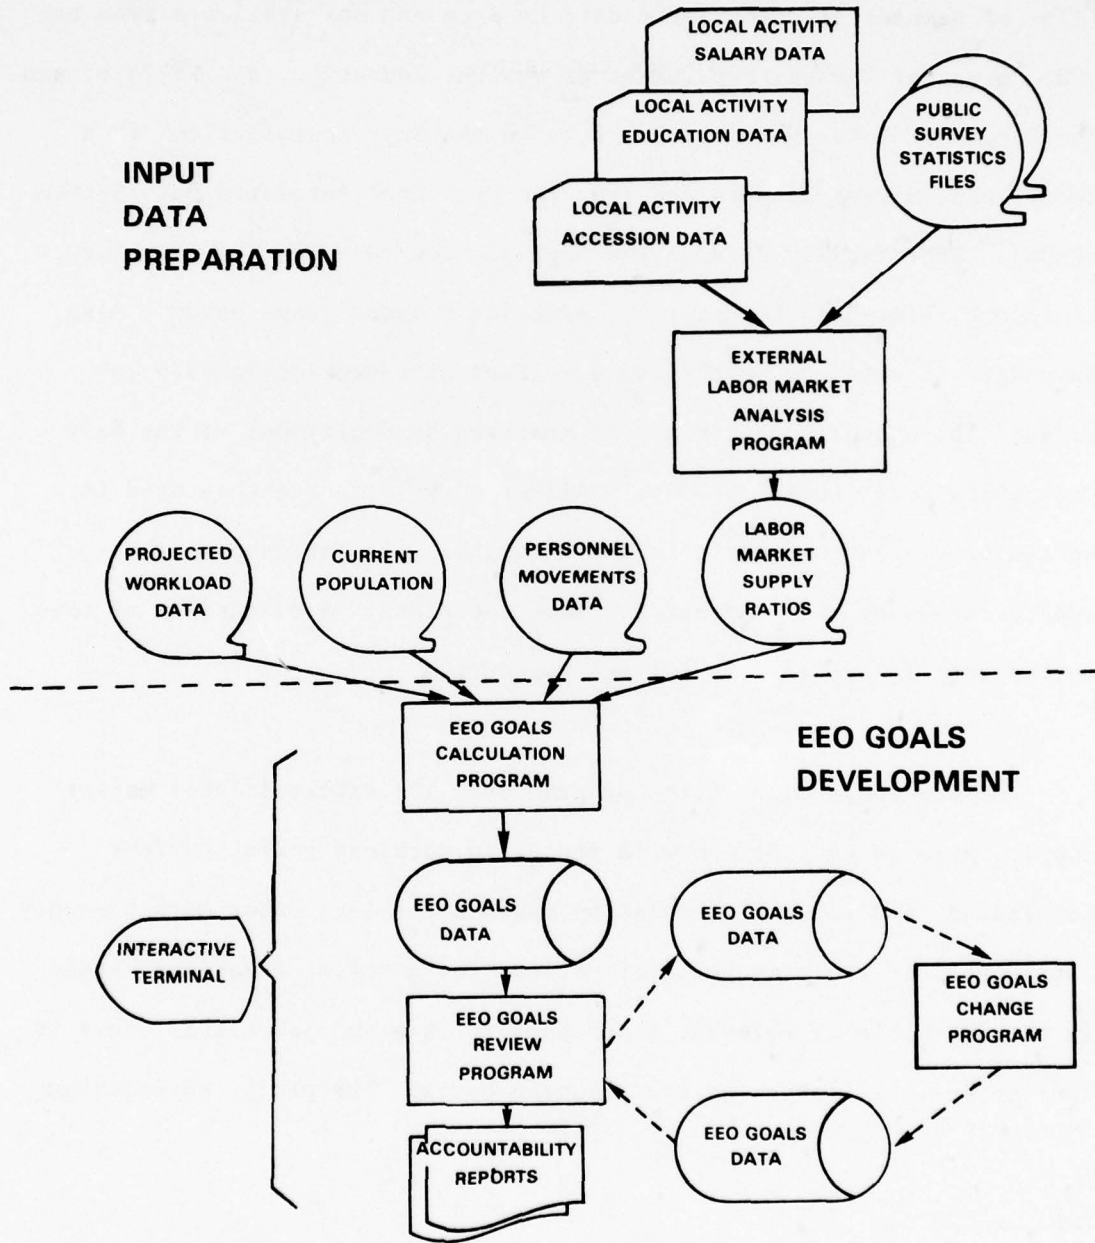 LOCAL ACTIVITY
SALARY DATA
LOCAL ACTIVITY
EDUCATION DATA
LOCAL ACTIVITY
ACCESSION DATA
PUBLIC
SURVEY
STATISTICS
FILES
INPUT
DATA
PREPARATION
EXTERNAL
LABOR MARKET
ANALYSIS
PROGRAM
PROJECTED
WORKLOAD
DATA
CURRENT
POPULATION
PERSONNEL
MOVEMENTS
DATA
LABOR
MARKET
SUPPLY
RATIOS
EEO GOALS
CALCULATION
PROGRAM
EEO GOALS
DEVELOPMENT
EEO GOALS
DATA
EEO GOALS
DATA
INTERACTIVE
TERMINAL
EEO GOALS
REVIEW
PROGRAM
EEO GOALS
CHANGE
PROGRAM
EEO GOALS
DATA
ACCOUNTABILITY
REPORTS